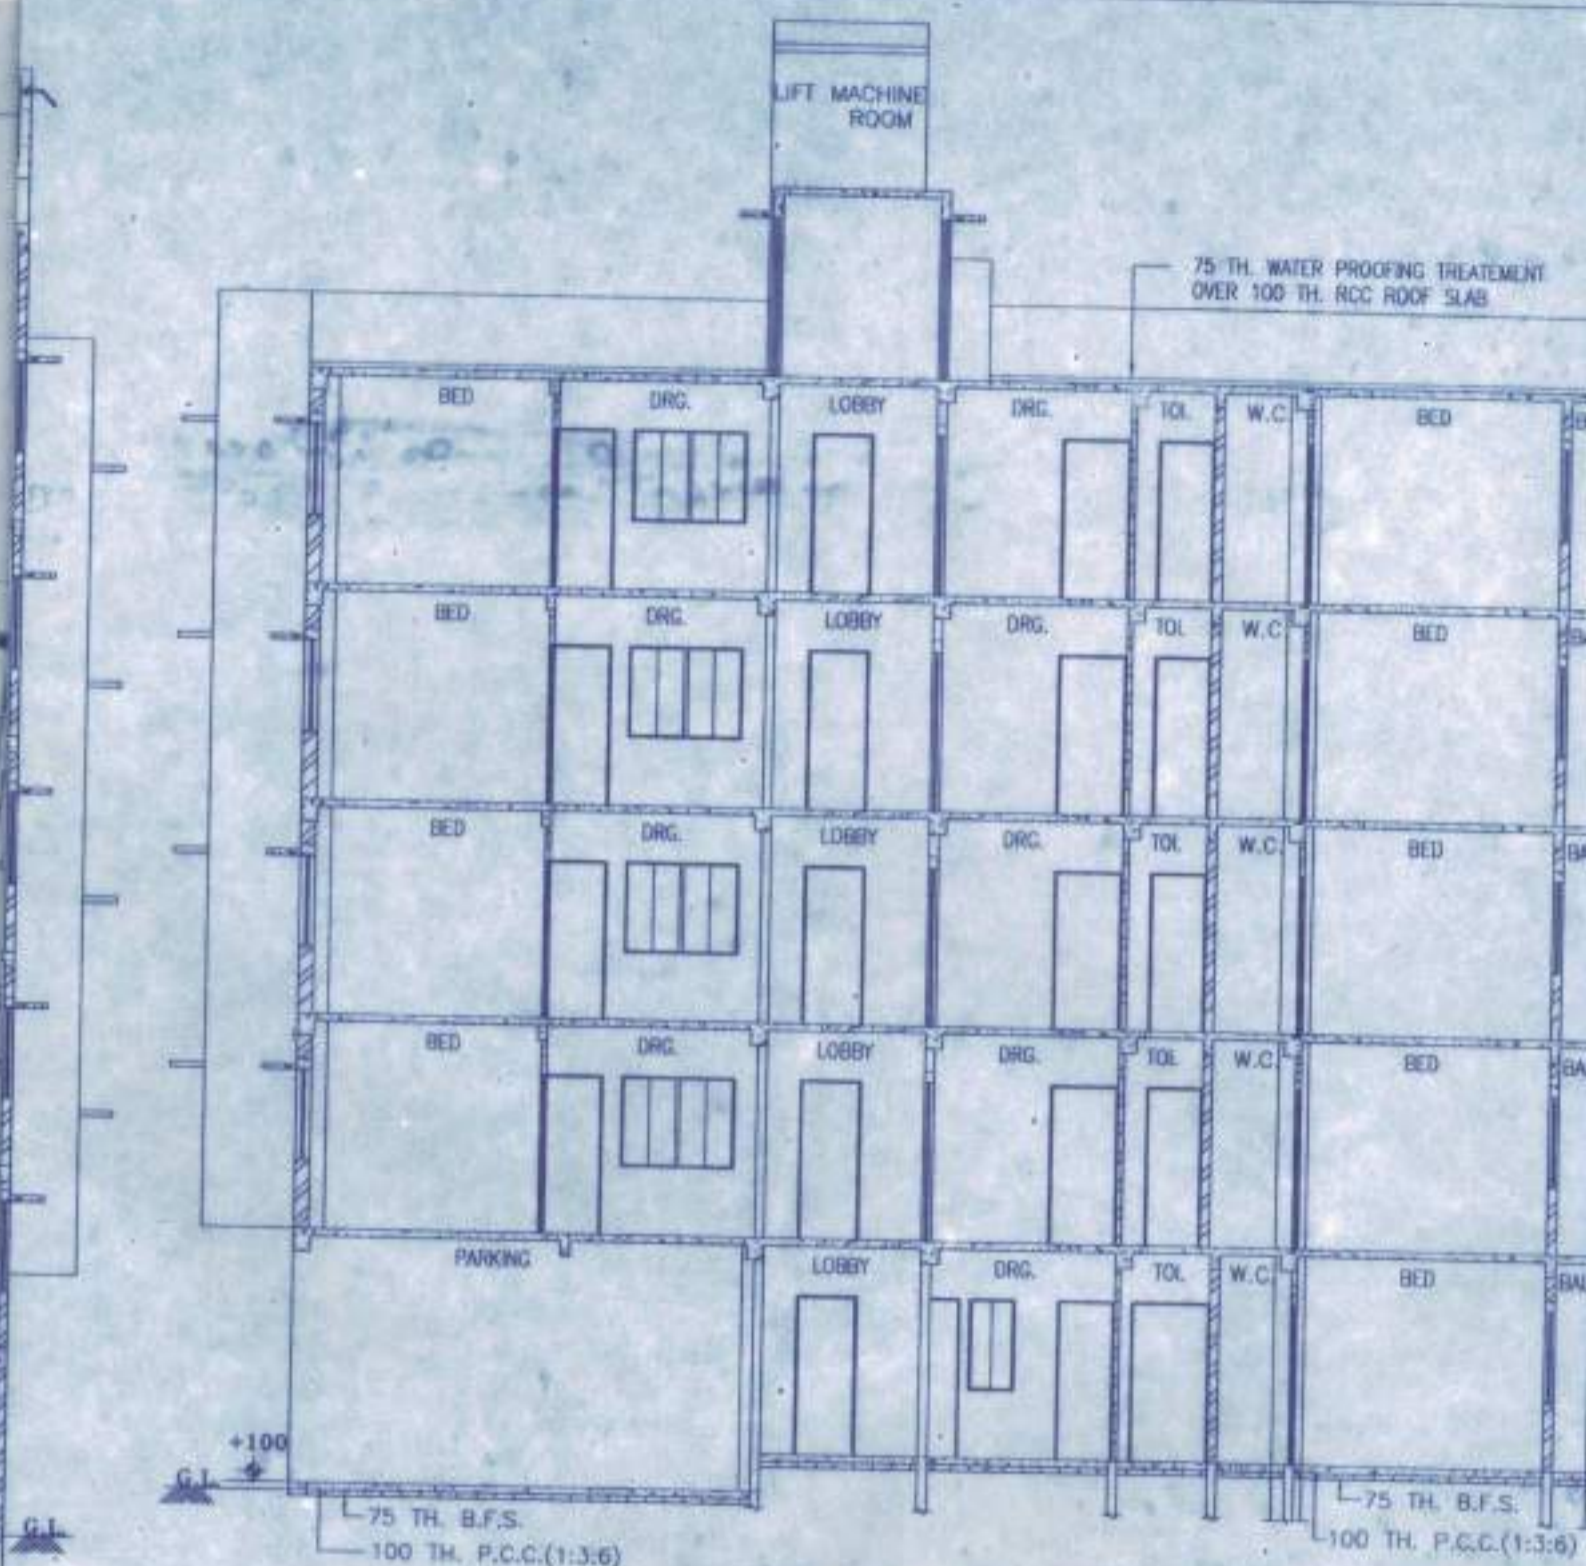 LIFT MACHINE
ROOM
75 TH. WATER PROOFING TREATEMENT
OVER 100 TH. RCC ROOF SLAB
BED DRG. LOBBY DRG. TOI. W.C. BED
BED DRG. LOBBY DRG. TOI. W.C. BED
BED DRG. LOBBY DRG. TOI. W.C. BED
BED DRG. LOBBY DRG. TOI. W.C. BED
PARKING LOBBY DRG. TOI. W.C. BED
+100
G.L.
75 TH. B.F.S.
100 TH. P.C.C.(1:3:6)
75 TH. B.F.S.
100 TH. P.C.C.(1:3:6)
G.L.